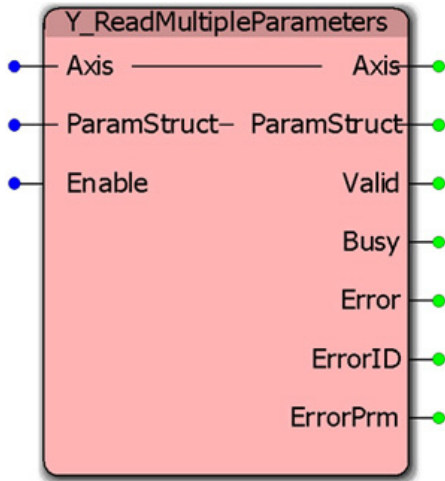 Y_ReadMultipleParameters
Axis Axis
ParamStruct ParamStruct
Enable Valid
Busy
Error
ErrorID
ErrorPrm